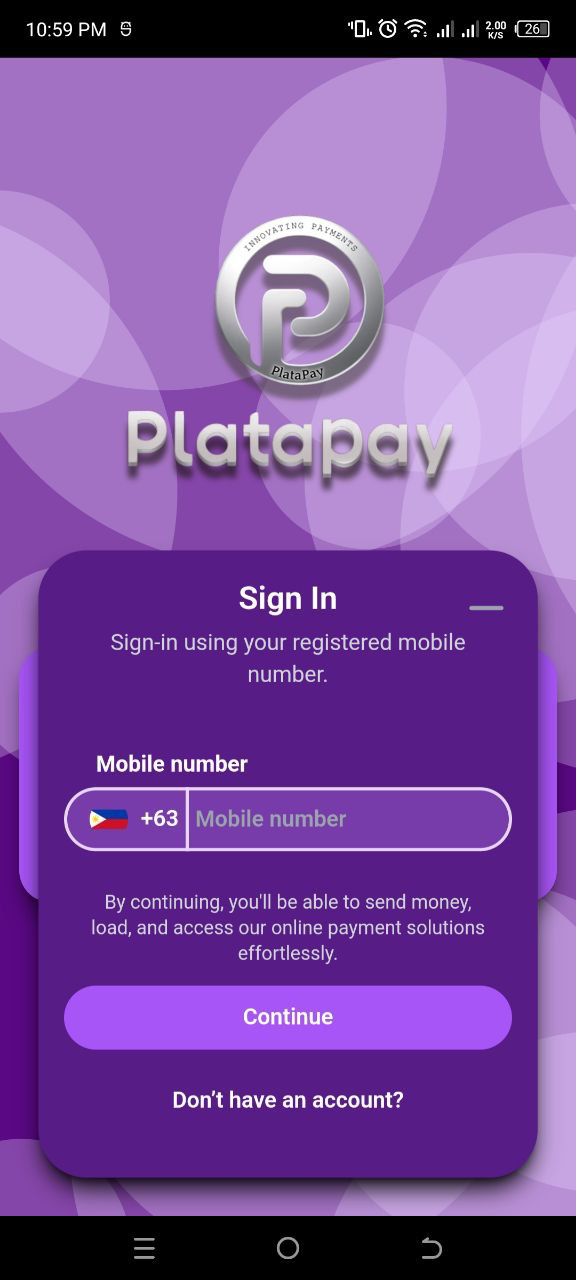 10:59 PM
2.00
K/S
26
INNOVATING PAYMENTS
PlataPay
Platapay
Sign In
Sign-in using your registered mobile
number.
Mobile number
+63
Mobile number
By continuing, you'll be able to send money,
load, and access our online payment solutions
effortlessly.
Continue
Don’t have an account?